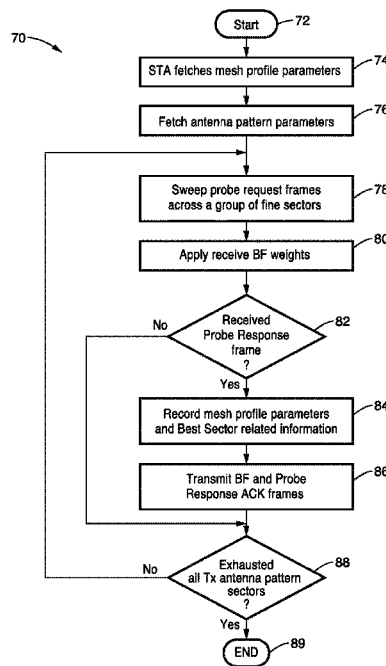 70
Start
72
STA fetches mesh profile parameters
74
Fetch antenna pattern parameters
76
Sweep probe request frames
across a group of fine sectors
78
Apply receive BF weights
80
Received
Probe Response
frame
?
82
No
Yes
Record mesh profile parameters
and Best Sector related information
84
Transmit BF and Probe
Response ACK frames
86
Exhausted
all Tx antenna pattern
sectors
?
88
No
Yes
END
89